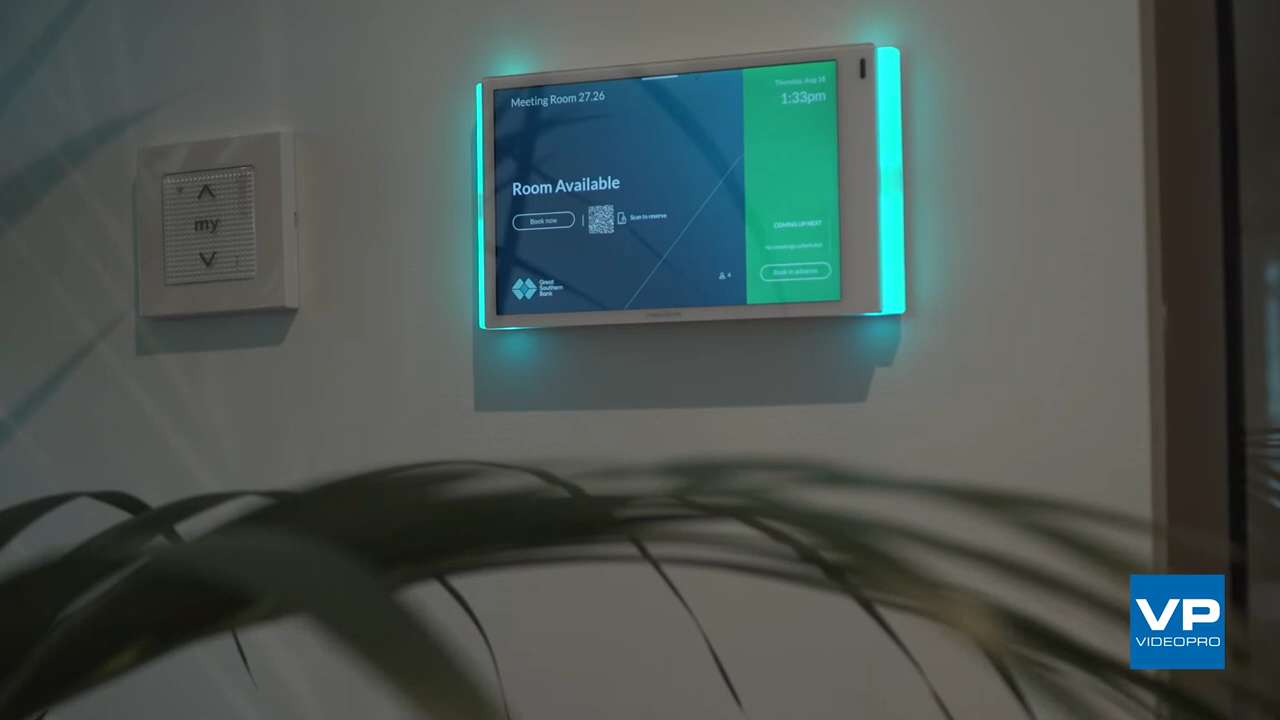 my
Meeting Room 27.26
Thursday, Aug 18
1:33pm
Room Available
Book now
Scan to reserve
Great
Southern
Bank
4
COMING UP NEXT
No meetings scheduled
Book in advance
VP
VIDEOPRO